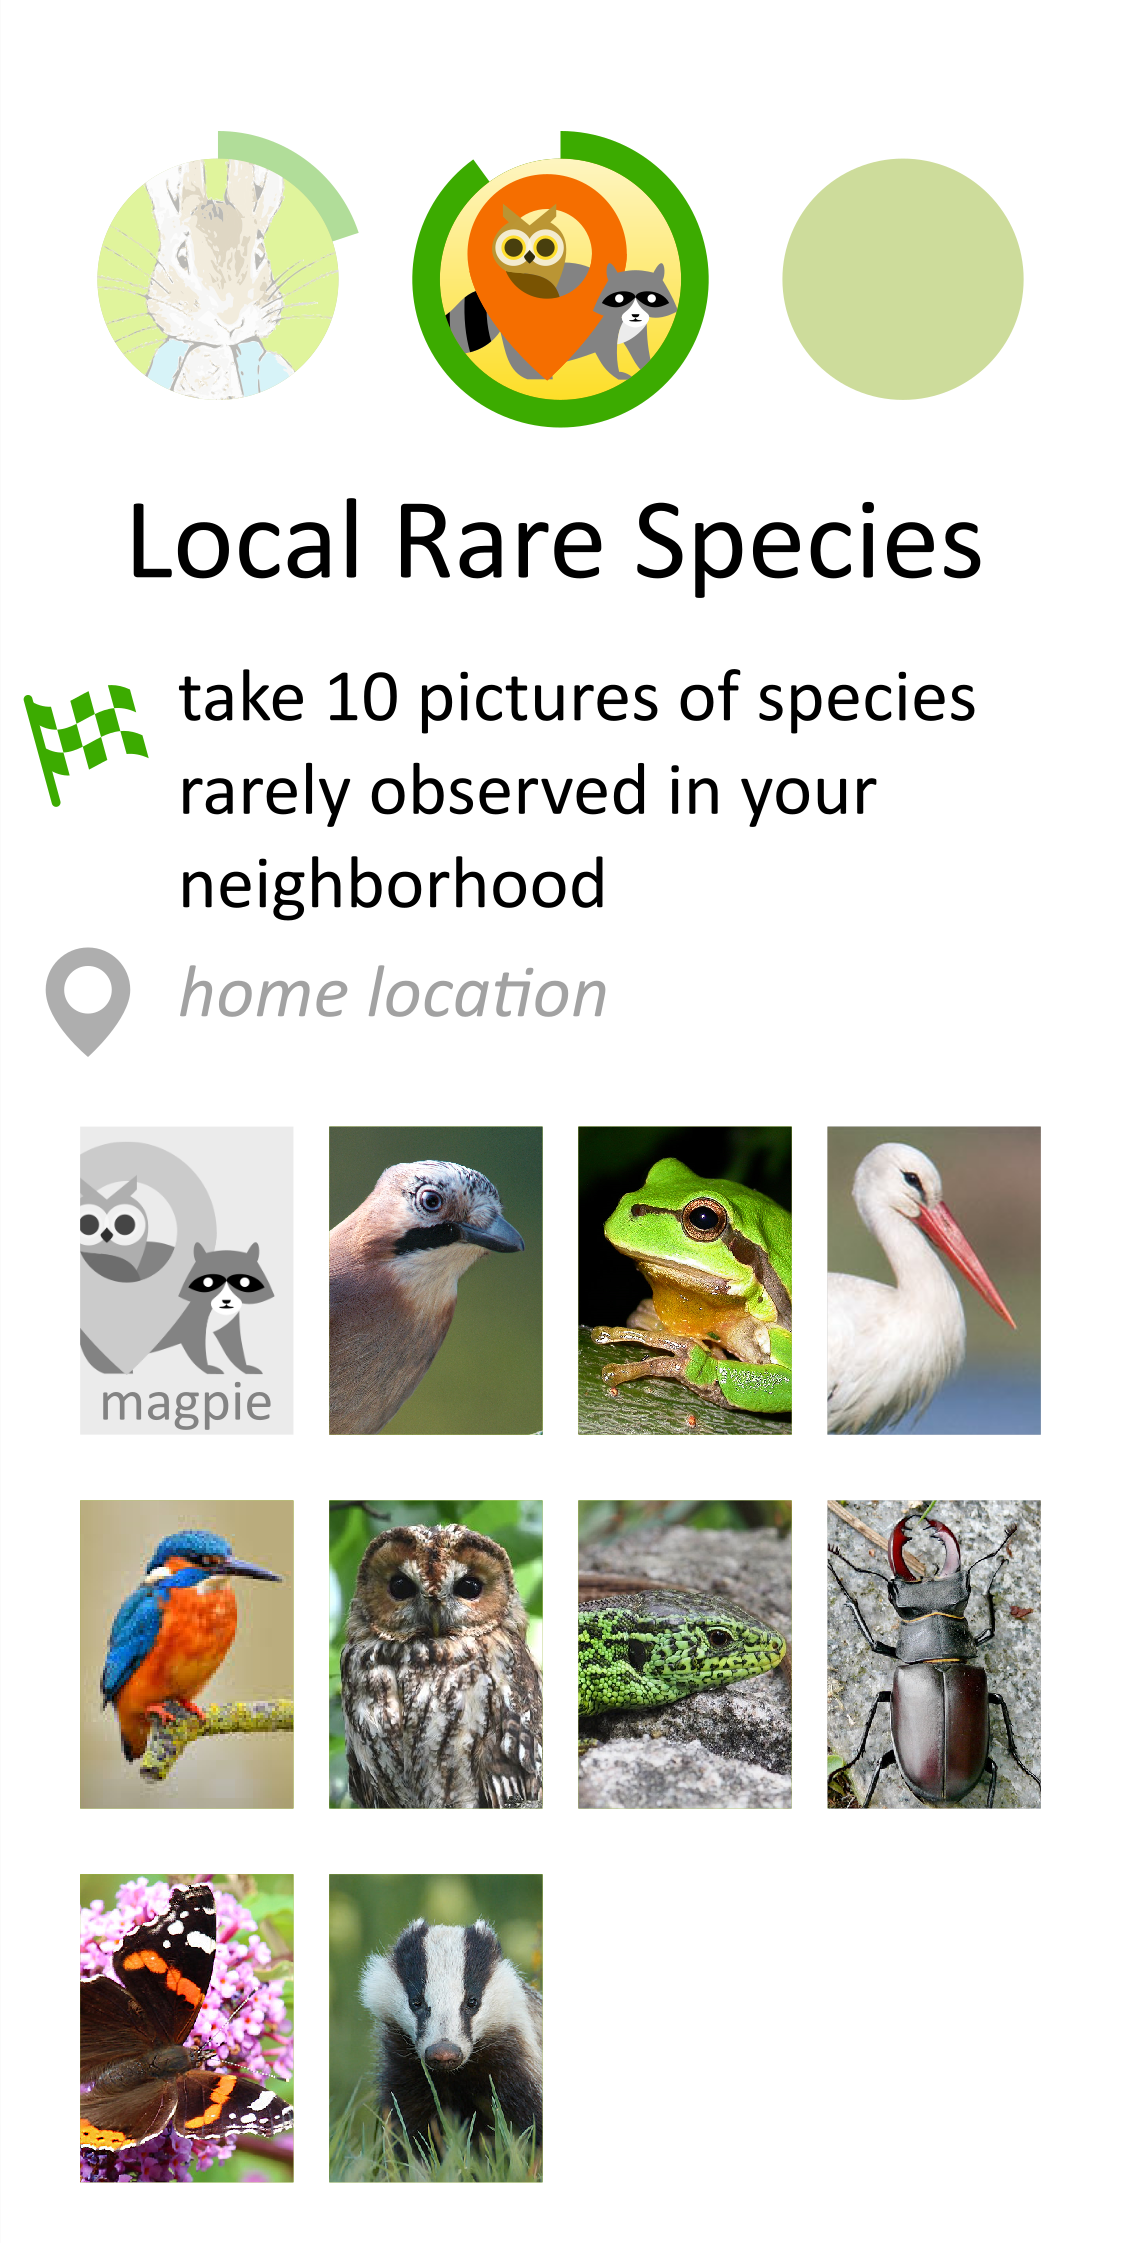 Local Rare Species
take 10 pictures of species
rarely observed in your
neighborhood
home location
magpie